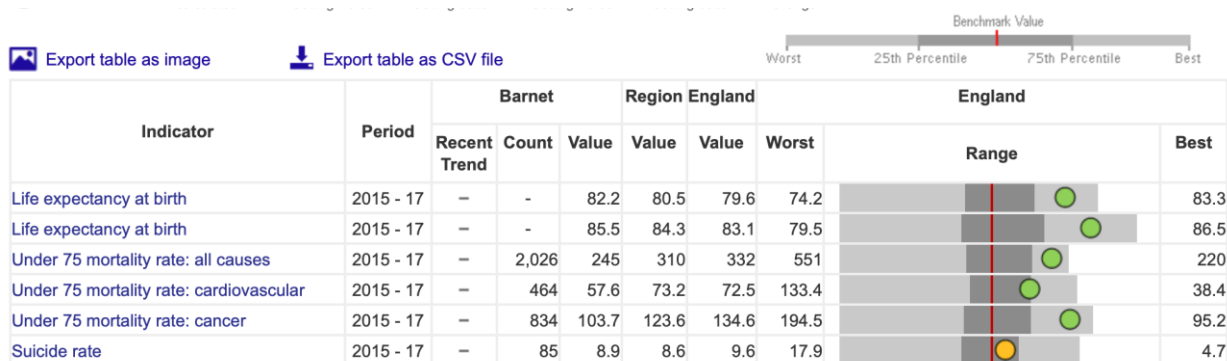 Benchmark Value
Export table as image Export table as CSV file
Worst 25th Percentile 75th Percentile Best
Indicator Period Barnet Region England England
Recent Trend Count Value Value Value Worst Range Best
Life expectancy at birth 2015 - 17 – - 82.2 80.5 79.6 74.2 83.3
Life expectancy at birth 2015 - 17 – - 85.5 84.3 83.1 79.5 86.5
Under 75 mortality rate: all causes 2015 - 17 – 2,026 245 310 332 551 220
Under 75 mortality rate: cardiovascular 2015 - 17 – 464 57.6 73.2 72.5 133.4 38.4
Under 75 mortality rate: cancer 2015 - 17 – 834 103.7 123.6 134.6 194.5 95.2
Suicide rate 2015 - 17 – 85 8.9 8.6 9.6 17.9 4.7